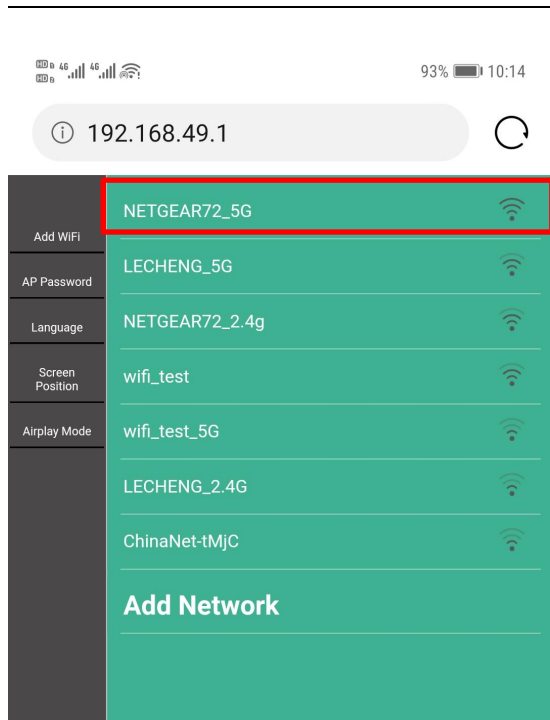 HD 4G 4G 93% 10:14
HD
192.168.49.1
Add WiFi
AP Password
Language
Screen
Position
Airplay Mode
NETGEAR72_5G
LECHENG_5G
NETGEAR72_2.4g
wifi_test
wifi_test_5G
LECHENG_2.4G
ChinaNet-tMjC
Add Network